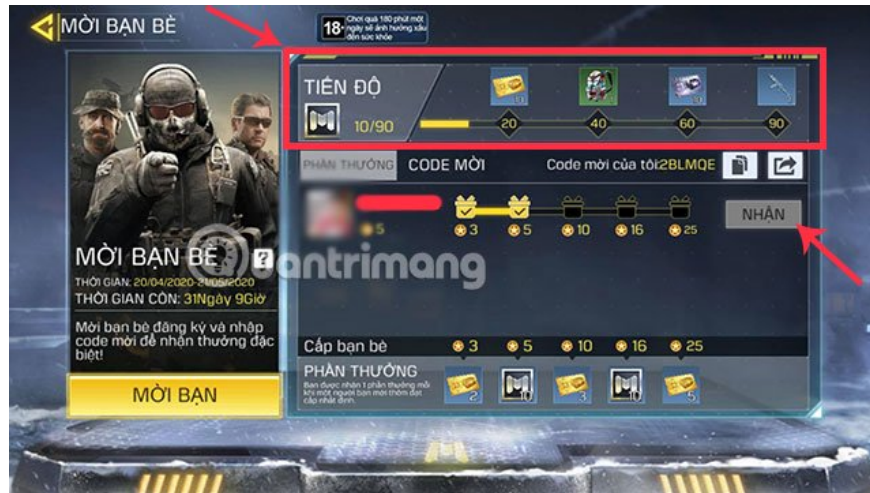 MỜI BẠN BÈ
18+ Chơi quá 180 phút một
ngày sẽ ảnh hưởng xấu
đến sức khỏe
TIẾN ĐỘ
10/90
10
10
20
40
60
90
PHẦN THƯỞNG
CODE MỜI
Code mời của tôi:2BLMQE
5
3
5
10
16
25
NHẬN
Quantrimang
MỜI BẠN BÈ ?
THỜI GIAN: 20/04/2020-21/05/2020
THỜI GIAN CÒN: 31Ngày 9Giờ
Mời bạn bè đăng ký và nhập
code mời để nhận thưởng đặc
biệt!
MỜI BẠN
Cấp bạn bè
3
5
10
16
25
PHẦN THƯỞNG
Bạn được nhận 1 phần thưởng mỗi
khi một người bạn mời thêm đạt
cấp nhất định.
2
10
3
10
5